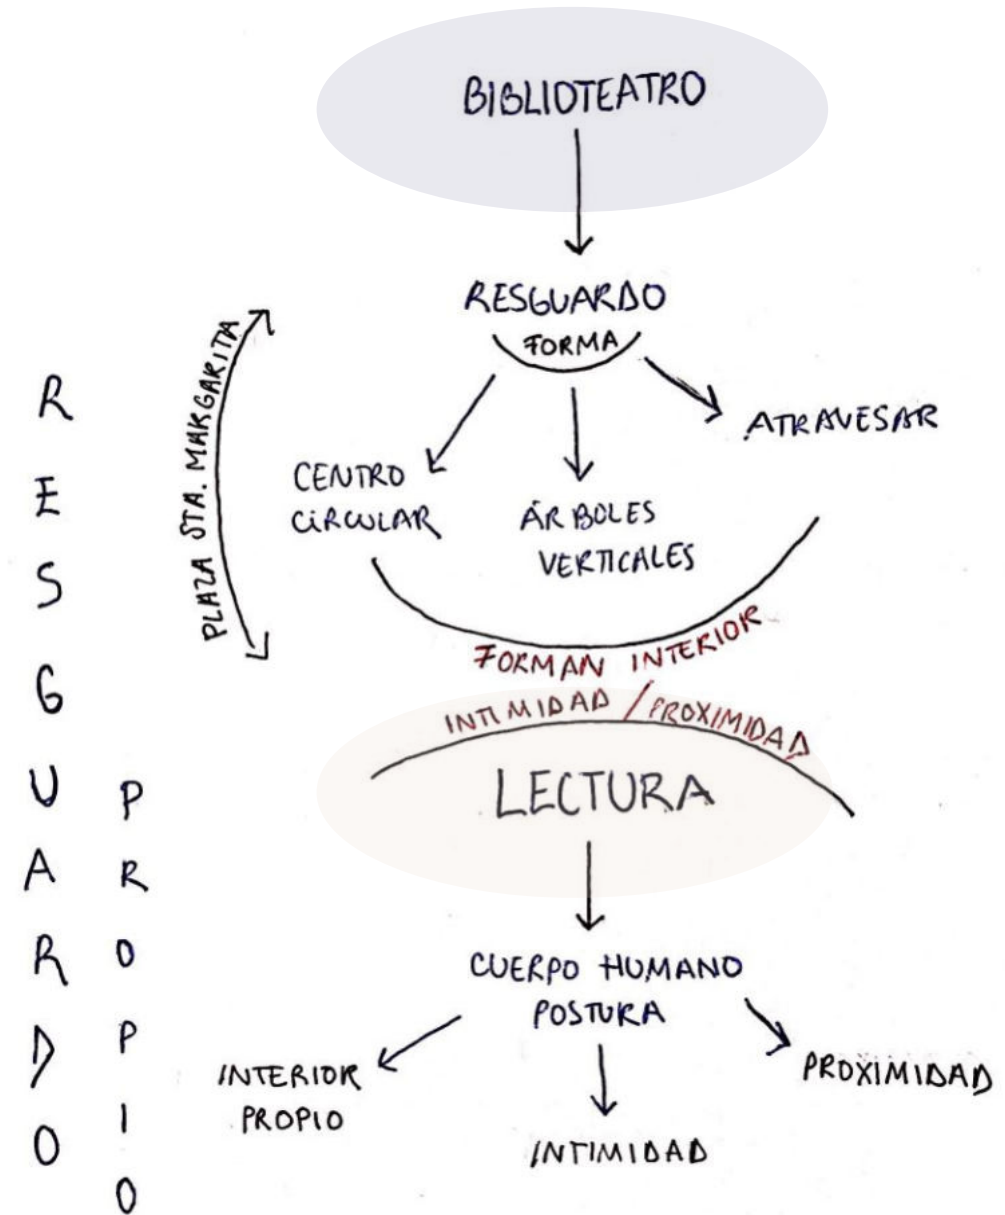 BIBLIOTEATRO
RESGUARDO
FORMA
PLAZA STA. MARGARITA
CENTRO
CIRCULAR
ÁRBOLES
VERTICALES
ATRAVESAR
FORMAN INTERIOR
INTIMIDAD / PROXIMIDAD
LECTURA
CUERPO HUMANO
POSTURA
INTERIOR
PROPIO
INTIMIDAD
PROXIMIDAD
RESGUARDO
PROPIO